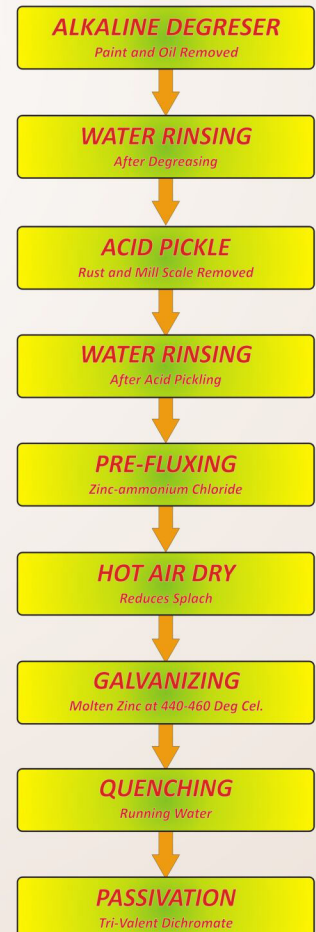 ALKALINE DEGRESER
Paint and Oil Removed
WATER RINSING
After Degreasing
ACID PICKLE
Rust and Mill Scale Removed
WATER RINSING
After Acid Pickling
PRE-FLUXING
Zinc-ammonium Chloride
HOT AIR DRY
Reduces Splach
GALVANIZING
Molten Zinc at 440-460 Deg Cel.
QUENCHING
Running Water
PASSIVATION
Tri-Valent Dichromate